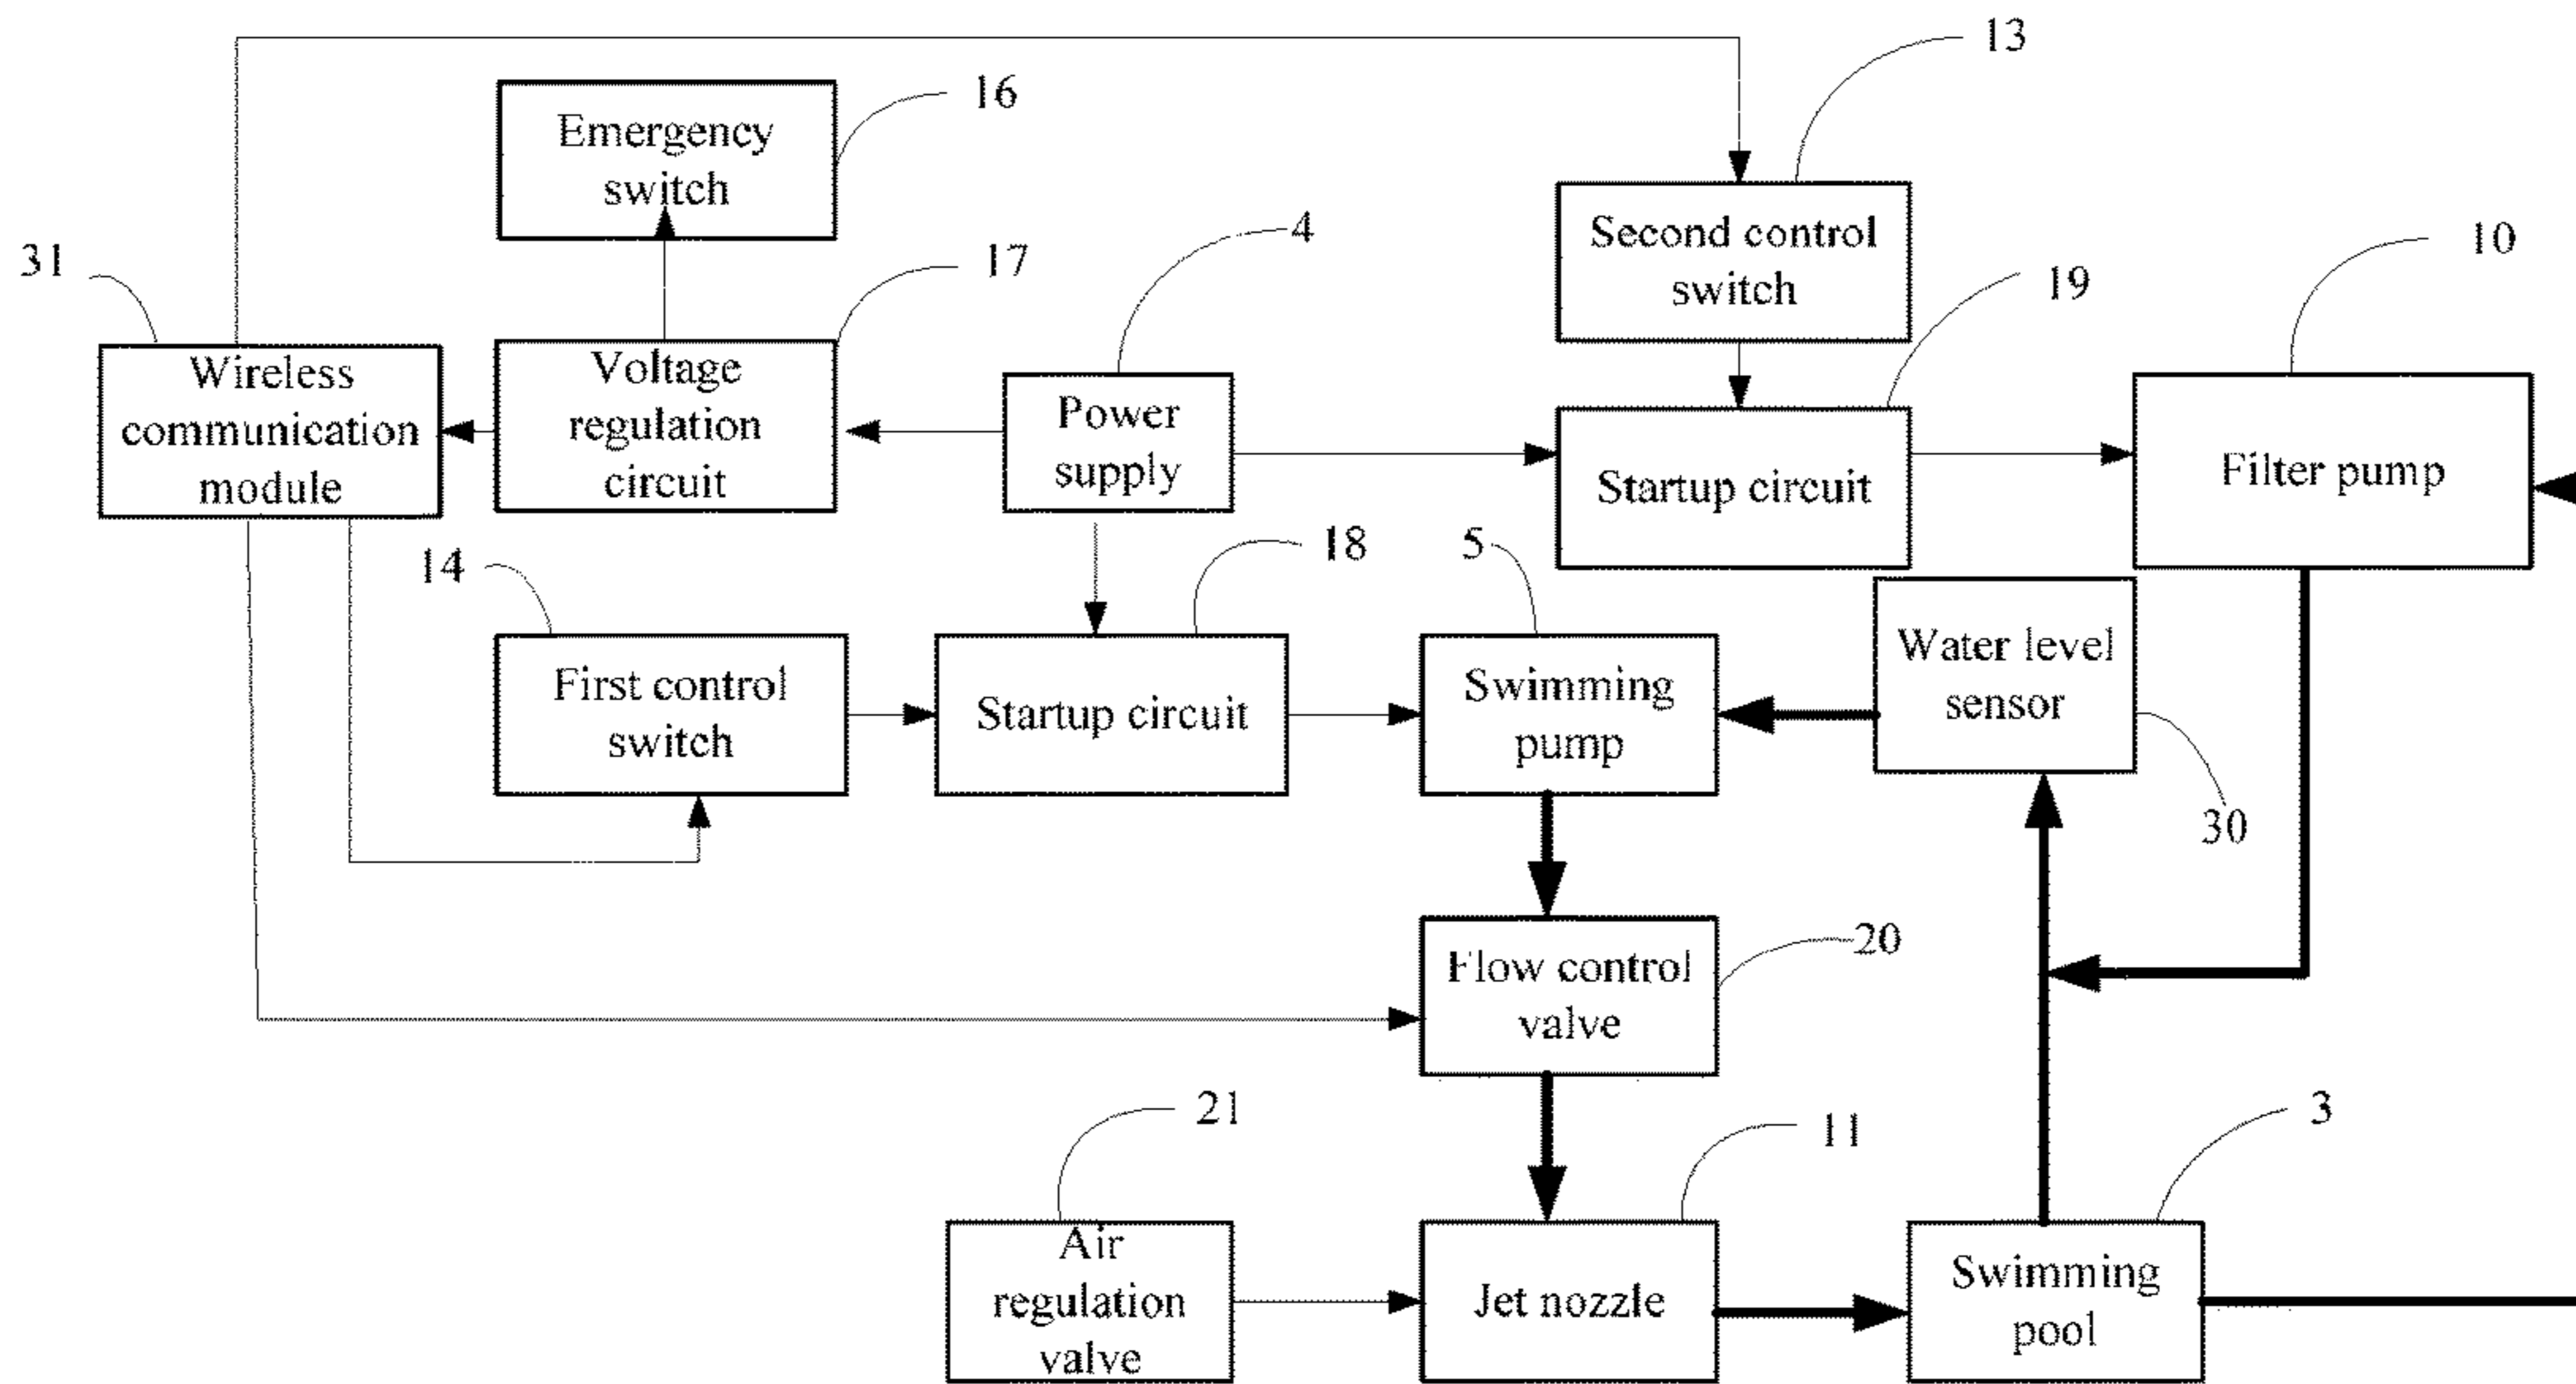 13
16
Emergency
switch
4
Second control
switch
10
31
17
19
Wireless
communication
module
Voltage
regulation
circuit
Power
supply
Startup circuit
Filter pump
14
18
5
First control
switch
Startup circuit
Swimming
pump
Water level
sensor
30
Flow control
valve
20
21
11
3
Air
regulation
valve
Jet nozzle
Swimming
pool